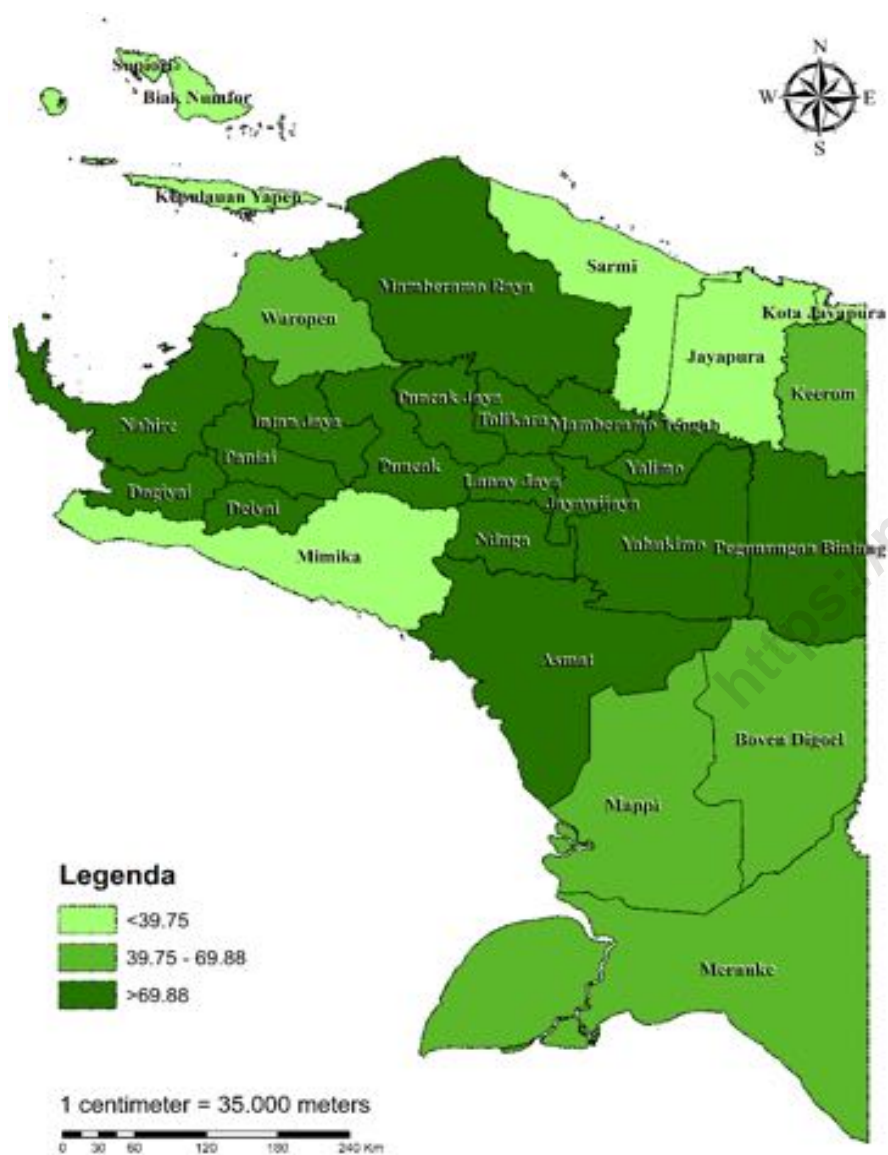 N
W E
S
Supiori
Biak Numfor
Kepulauan Yapen
Sarmi
Mamberamo Raya
Kota Jayapura
Waropen
Jayapura
Keerom
Puncak Jaya
Intan Jaya
Tolikara
Mamberamo Tengah
Nabire
Paniai
Puncak
Yalimo
Lanny Jaya
Dogiyai
Deiyai
Jayawijaya
Nduga
Yahukimo
Pegunungan Bintang
Mimika
https:/
Asmat
Boven Digoel
Mappi
Merauke
Legenda
<39.75
39.75 - 69.88
>69.88
1 centimeter = 35.000 meters
0 30 60 120 180 240 Km